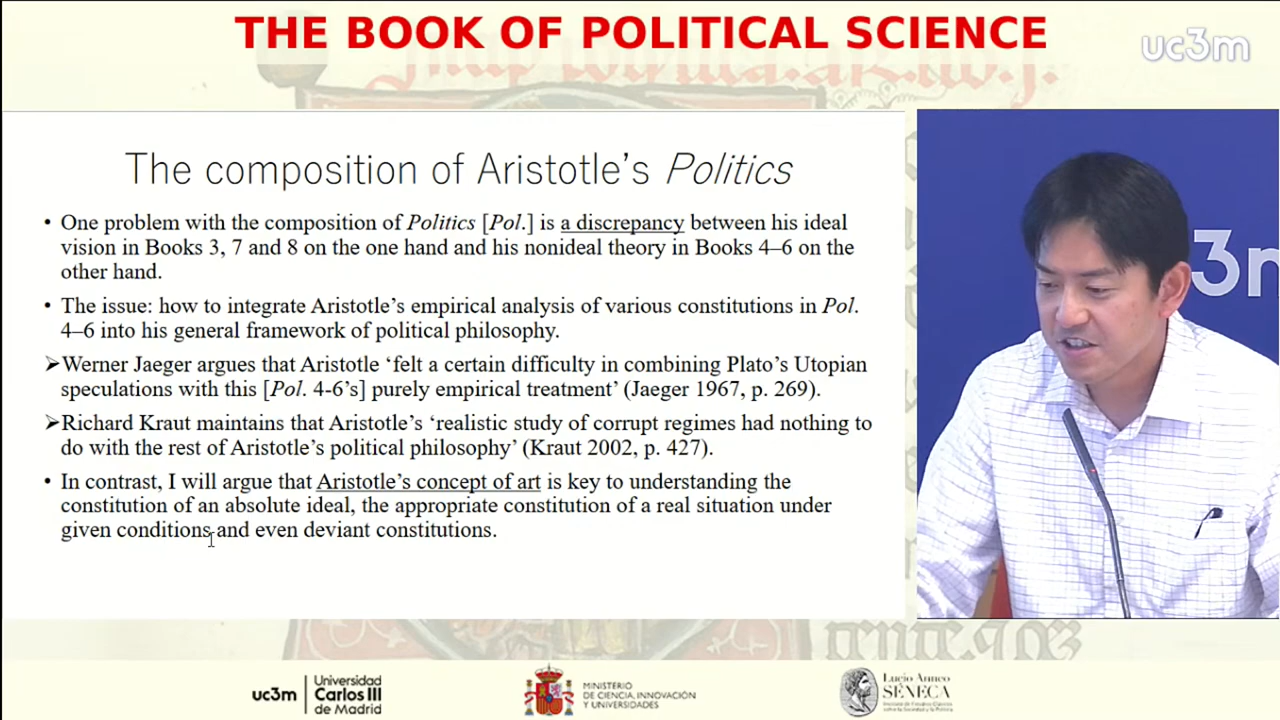 THE BOOK OF POLITICAL SCIENCE
uc3m
The composition of Aristotle's Politics
• One problem with the composition of Politics [Pol.] is a discrepancy between his ideal
vision in Books 3, 7 and 8 on the one hand and his nonideal theory in Books 4–6 on the
other hand.
• The issue: how to integrate Aristotle's empirical analysis of various constitutions in Pol.
4–6 into his general framework of political philosophy.
➢Werner Jaeger argues that Aristotle ‘felt a certain difficulty in combining Plato's Utopian
speculations with this [Pol. 4-6's] purely empirical treatment’ (Jaeger 1967, p. 269).
➢Richard Kraut maintains that Aristotle's ‘realistic study of corrupt regimes had nothing to
do with the rest of Aristotle's political philosophy’ (Kraut 2002, p. 427).
• In contrast, I will argue that Aristotle's concept of art is key to understanding the
constitution of an absolute ideal, the appropriate constitution of a real situation under
given conditions and even deviant constitutions.
3m
uc3m
Universidad
Carlos III
de Madrid
MINISTERIO
DE CIENCIA, INNOVACIÓN
Y UNIVERSIDADES
Lucio Anneo
SÉNECA